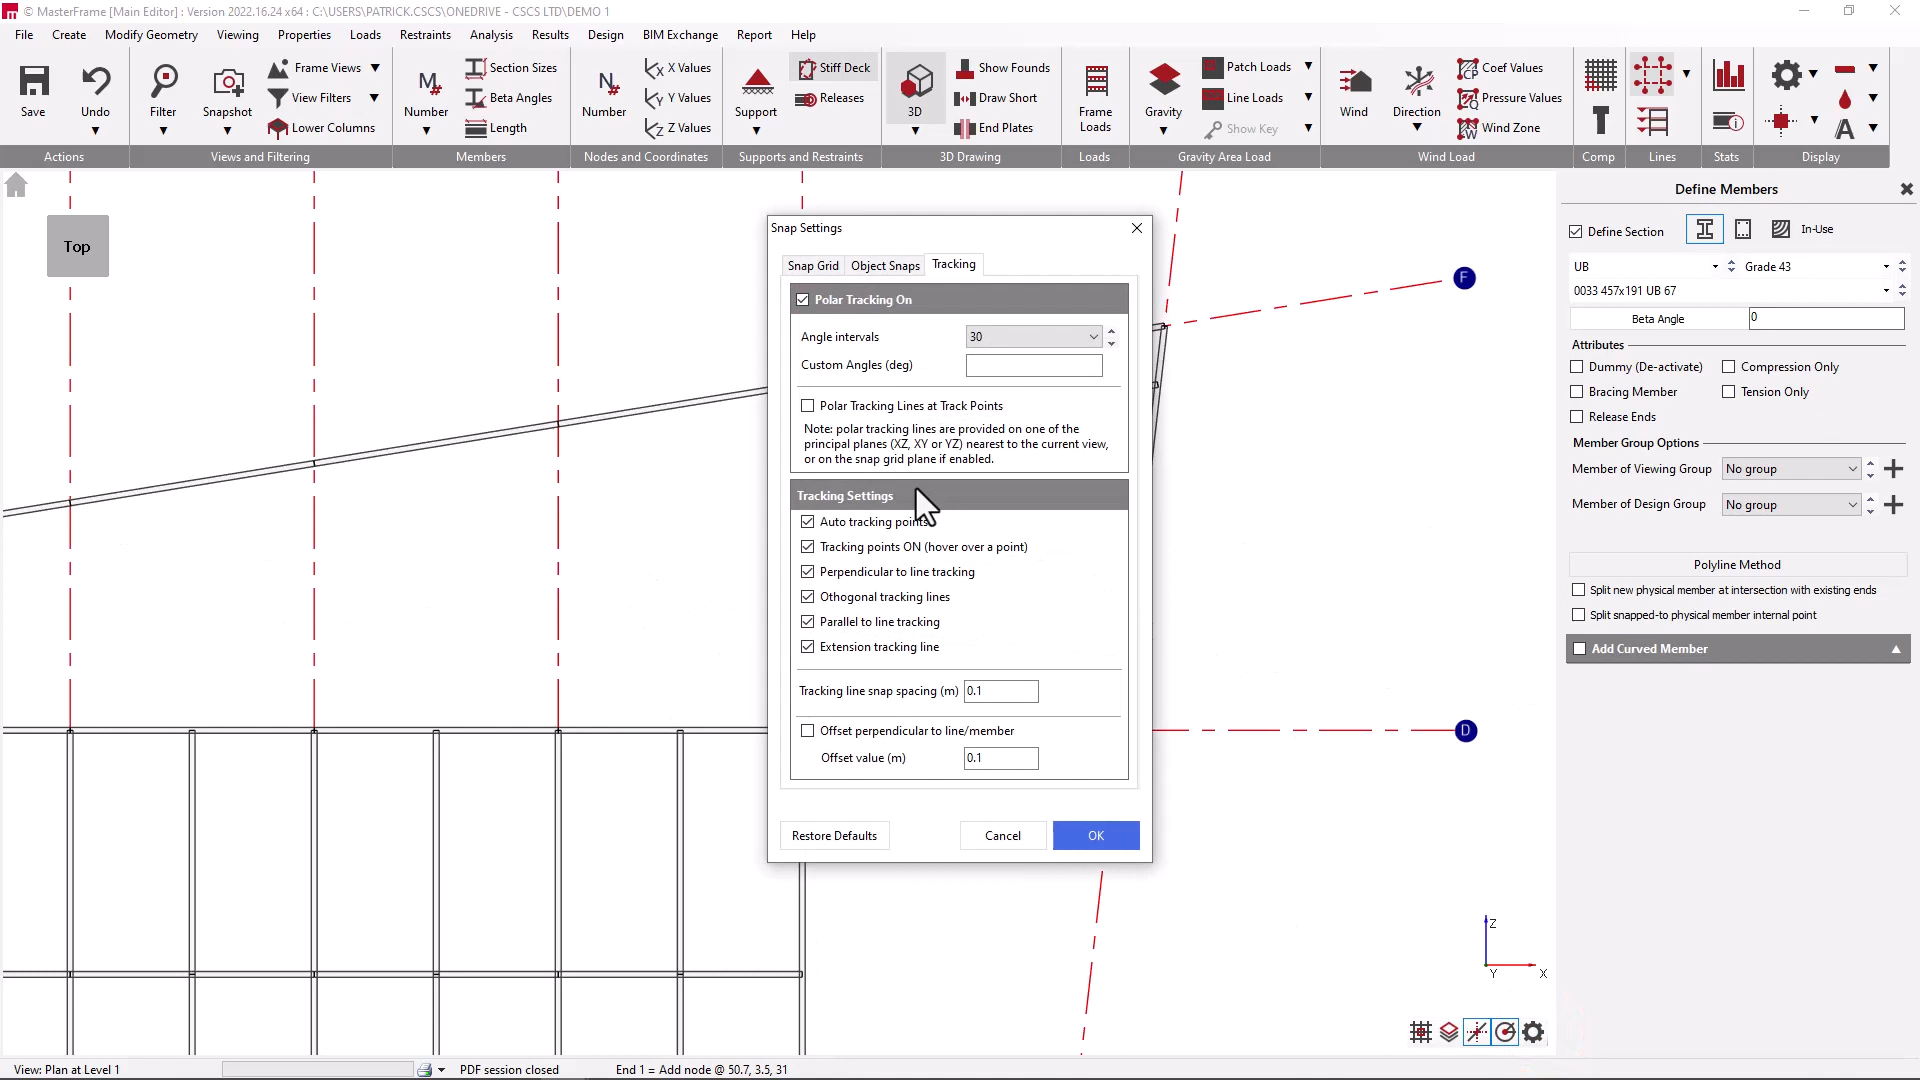 © MasterFrame [Main Editor] : Version 2022.16.24 x64 : C:\USERS\PATRICK.CSCS\ONEDRIVE - CSCS LTD\DEMO 1
File Create Modify Geometry Viewing Properties Loads Restraints Analysis Results Design BIM Exchange Report Help
Save Undo
Filter Snapshot
Frame Views
View Filters
Lower Columns
Number
Section Sizes
Beta Angles
Length
Number
X Values
Y Values
Z Values
Support
Stiff Deck
Releases
3D
Show Founds
Draw Short
End Plates
Frame
Loads
Gravity
Patch Loads
Line Loads
Show Key
Wind Direction
Coef Values
Pressure Values
Wind Zone
Actions Views and Filtering Members Nodes and Coordinates Supports and Restraints 3D Drawing Loads Gravity Area Load Wind Load Comp Lines Stats Display
Top
F
D
Z
Y
X
Snap Settings
Snap Grid Object Snaps Tracking
Polar Tracking On
Angle intervals 30
Custom Angles (deg)
Polar Tracking Lines at Track Points
Note: polar tracking lines are provided on one of the
principal planes (XZ, XY or YZ) nearest to the current view,
or on the snap grid plane if enabled.
Tracking Settings
Auto tracking points
Tracking points ON (hover over a point)
Perpendicular to line tracking
Othogonal tracking lines
Parallel to line tracking
Extension tracking line
Tracking line snap spacing (m) 0.1
Offset perpendicular to line/member
Offset value (m) 0.1
Restore Defaults Cancel OK
Define Members
Define Section In-Use
UB Grade 43
0033 457x191 UB 67
Beta Angle 0
Attributes
Dummy (De-activate) Compression Only
Bracing Member Tension Only
Release Ends
Member Group Options
Member of Viewing Group No group
Member of Design Group No group
Polyline Method
Split new physical member at intersection with existing ends
Split snapped-to physical member internal point
Add Curved Member
View: Plan at Level 1 PDF session closed End 1 = Add node @ 50.7, 3.5, 31